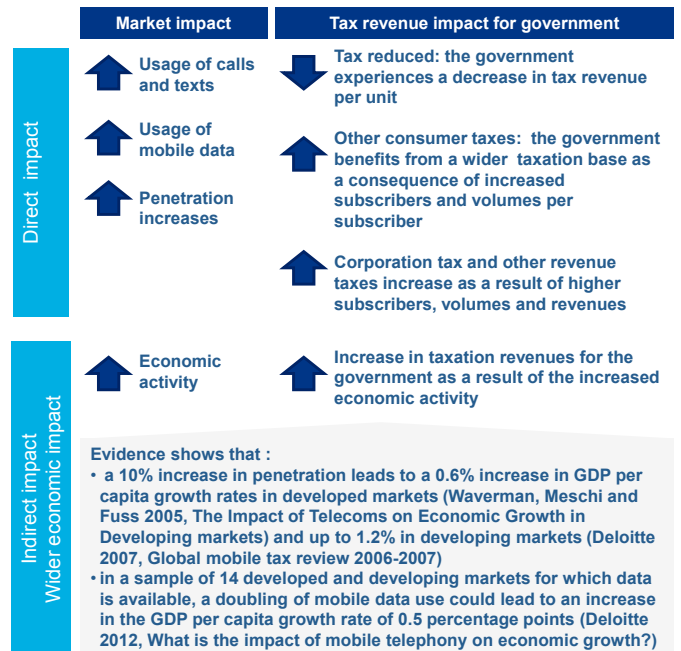 Market impact
Tax revenue impact for government
Direct impact
Usage of calls
and texts
Usage of
mobile data
Penetration
increases
Tax reduced: the government
experiences a decrease in tax revenue
per unit
Other consumer taxes: the government
benefits from a wider taxation base as
a consequence of increased
subscribers and volumes per
subscriber
Corporation tax and other revenue
taxes increase as a result of higher
subscribers, volumes and revenues
Indirect impact
Wider economic impact
Economic
activity
Increase in taxation revenues for the
government as a result of the increased
economic activity
Evidence shows that :
• a 10% increase in penetration leads to a 0.6% increase in GDP per
capita growth rates in developed markets (Waverman, Meschi and
Fuss 2005, The Impact of Telecoms on Economic Growth in
Developing markets) and up to 1.2% in developing markets (Deloitte
2007, Global mobile tax review 2006-2007)
• in a sample of 14 developed and developing markets for which data
is available, a doubling of mobile data use could lead to an increase
in the GDP per capita growth rate of 0.5 percentage points (Deloitte
2012, What is the impact of mobile telephony on economic growth?)